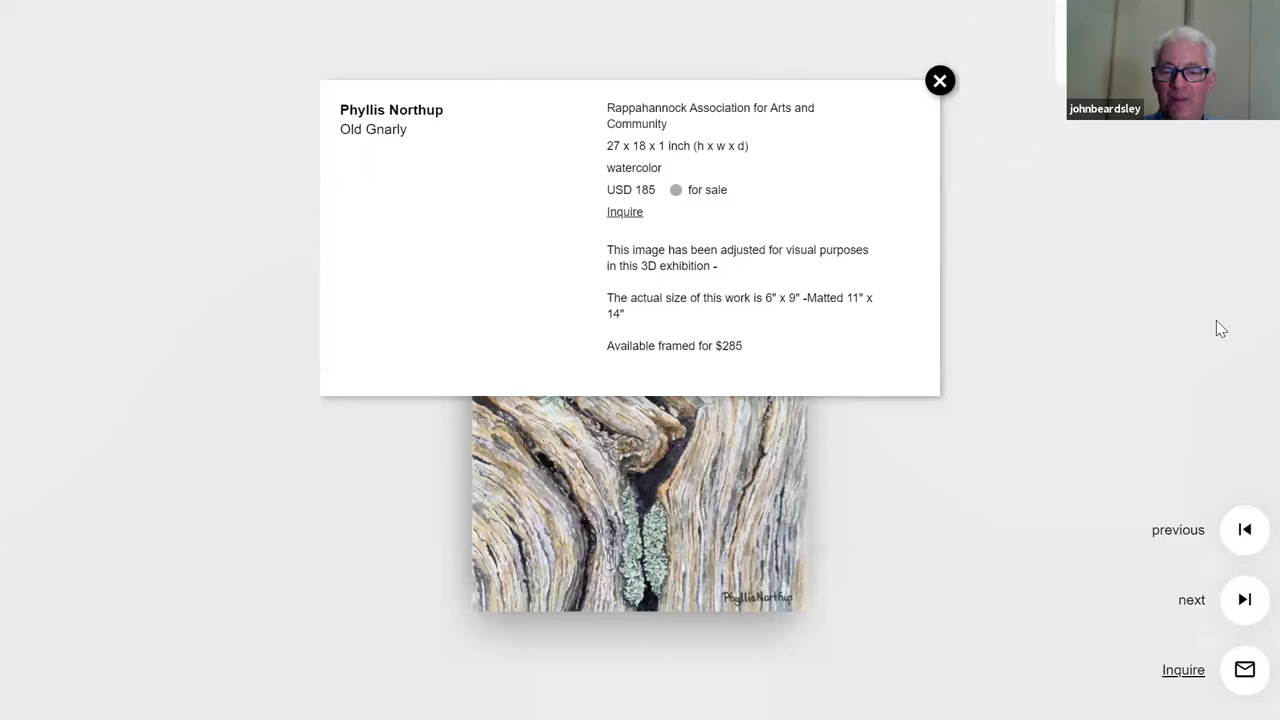 johnbeardsley
Phyllis Northup
Old Gnarly
Rappahannock Association for Arts and
Community
27 x 18 x 1 inch (h x w x d)
watercolor
USD 185 for sale
Inquire
This image has been adjusted for visual purposes
in this 3D exhibition -
The actual size of this work is 6" x 9" -Matted 11" x
14"
Available framed for $285
PhyllisNorthup
previous
next
Inquire